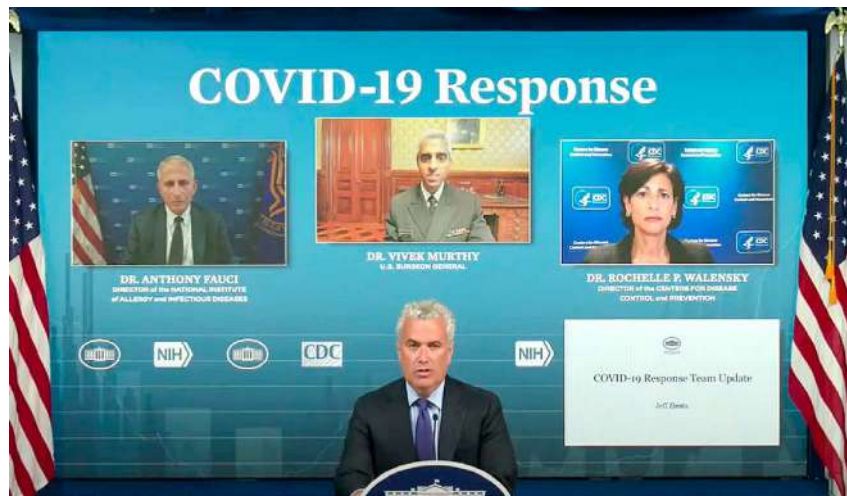 COVID-19 Response
DR. ANTHONY FAUCI
DIRECTOR of the NATIONAL INSTITUTE
of ALLERGY and INFECTIOUS DISEASES
DR. VIVEK MURTHY
U.S. SURGEON GENERAL
CDC
CDC
CDC
CDC
CDC
DR. ROCHELLE P. WALENSKY
DIRECTOR of the CENTERS FOR DISEASE
CONTROL and PREVENTION
NIH
CDC
NIH
COVID-19 Response Team Update
Jeff Zients